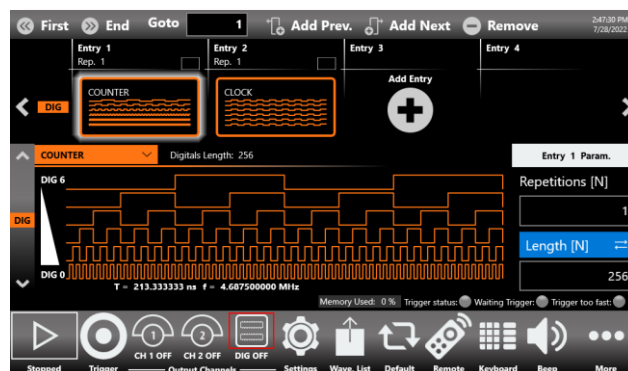 First End Goto 1 Add Prev. Add Next Remove 2:47:30 PM
7/28/2022
Entry 1 Entry 2 Entry 3 Entry 4
Rep. 1 Rep. 1
Add Entry
COUNTER CLOCK
DIG
COUNTER Digitals Length: 256 Entry 1 Param.
DIG 6 Repetitions [N]
1
DIG
Length [N]
DIG 0 256
T = 213.333333 ns f = 4.687500000 MHz
Memory Used: 0 % Trigger status: Waiting Trigger: Trigger too fast:
1 2
CH 1 OFF CH 2 OFF DIG OFF
Stopped Trigger Output Channels Settings Wave. List Default Remote Keyboard Beep More